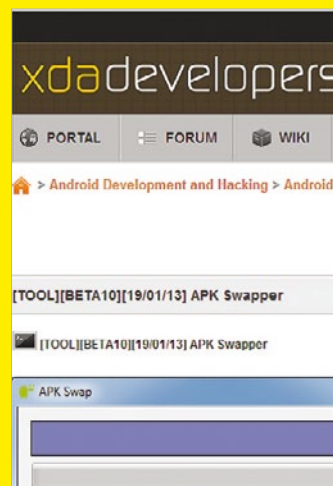 xdadevelopers
PORTAL FORUM WIKI
> Android Development and Hacking > Android
[TOOL][BETA10][19/01/13] APK Swapper
[TOOL][BETA10][19/01/13] APK Swapper
APK Swap